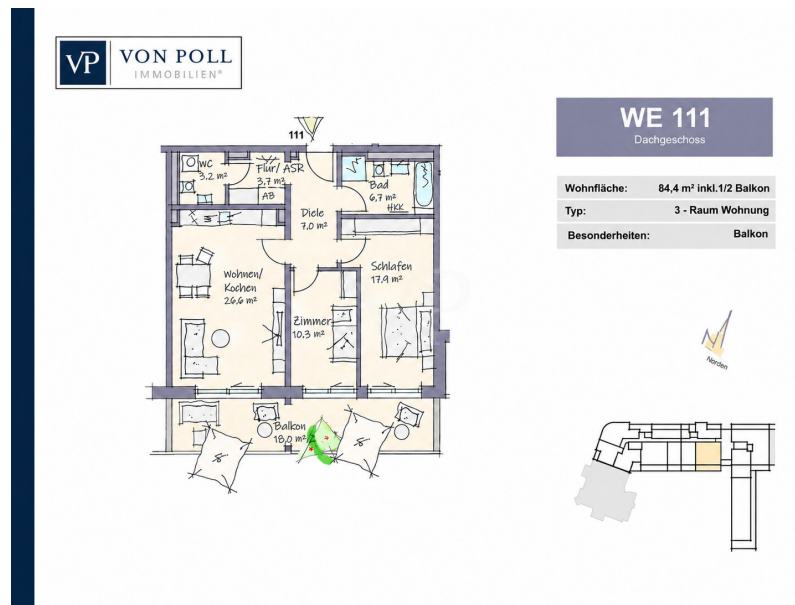 VP
VON POLL
IMMOBILIEN®
WE 111
Dachgeschoss
Wohnfläche: 84,4 m² inkl.1/2 Balkon
Typ: 3 - Raum Wohnung
Besonderheiten: Balkon
111
WC
3.2 m²
Flur/ ASR
3,7 m²
AB
Bad
6,7 m²
HKK
Diele
7.0 m²
Wohnen/
Kochen
26,6 m²
Schlafen
17.9 m²
Zimmer
10.3 m²
Balkon
18,0 m²/2
Norden